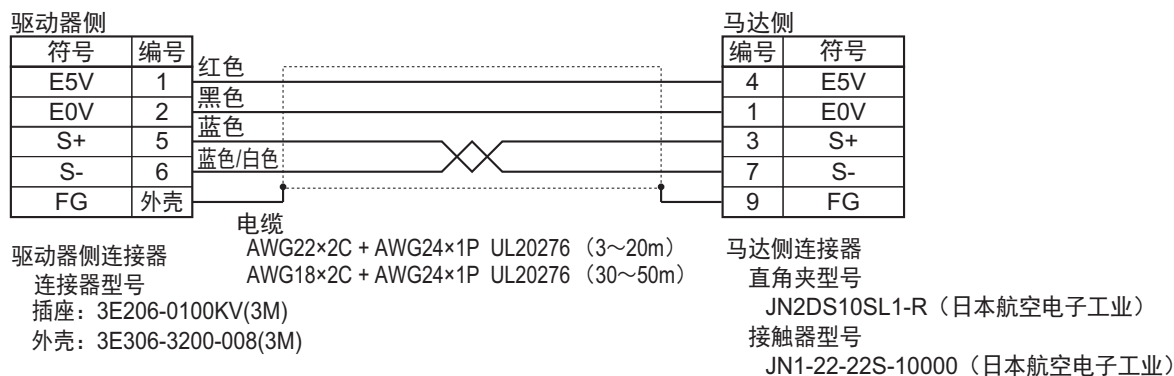 驱动器侧
马达侧
符号 编号
编号 符号
E5V 1 红色 4 E5V
E0V 2 黑色 1 E0V
S+ 5 蓝色 3 S+
S- 6 蓝色/白色 7 S-
FG 外壳 9 FG
电缆
AWG22×2C + AWG24×1P UL20276（3～20m）
AWG18×2C + AWG24×1P UL20276（30～50m）
驱动器侧连接器
连接器型号
插座：3E206-0100KV(3M)
外壳：3E306-3200-008(3M)
马达侧连接器
直角夹型号
JN2DS10SL1-R（日本航空电子工业）
接触器型号
JN1-22-22S-10000（日本航空电子工业）